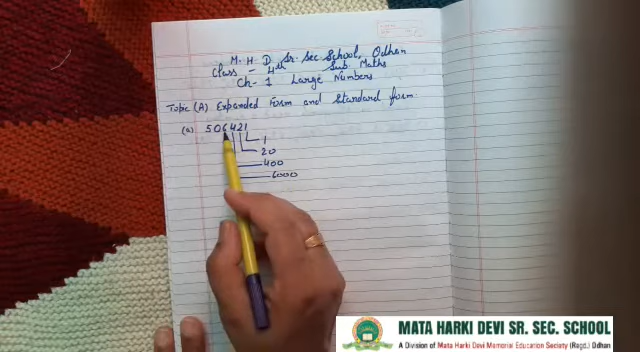 M. H. D. Sr. Sec School, Odhan
Class - 4th Sub Maths
Ch- 1 Large Numbers
Topic (A) Expanded form and standard form
(a) 506421
1
20
400
6000
MATA HARKI DEVI SR. SEC. SCHOOL
A Division of Mata Harki Devi Memorial Education Society (Regd.) Odhan